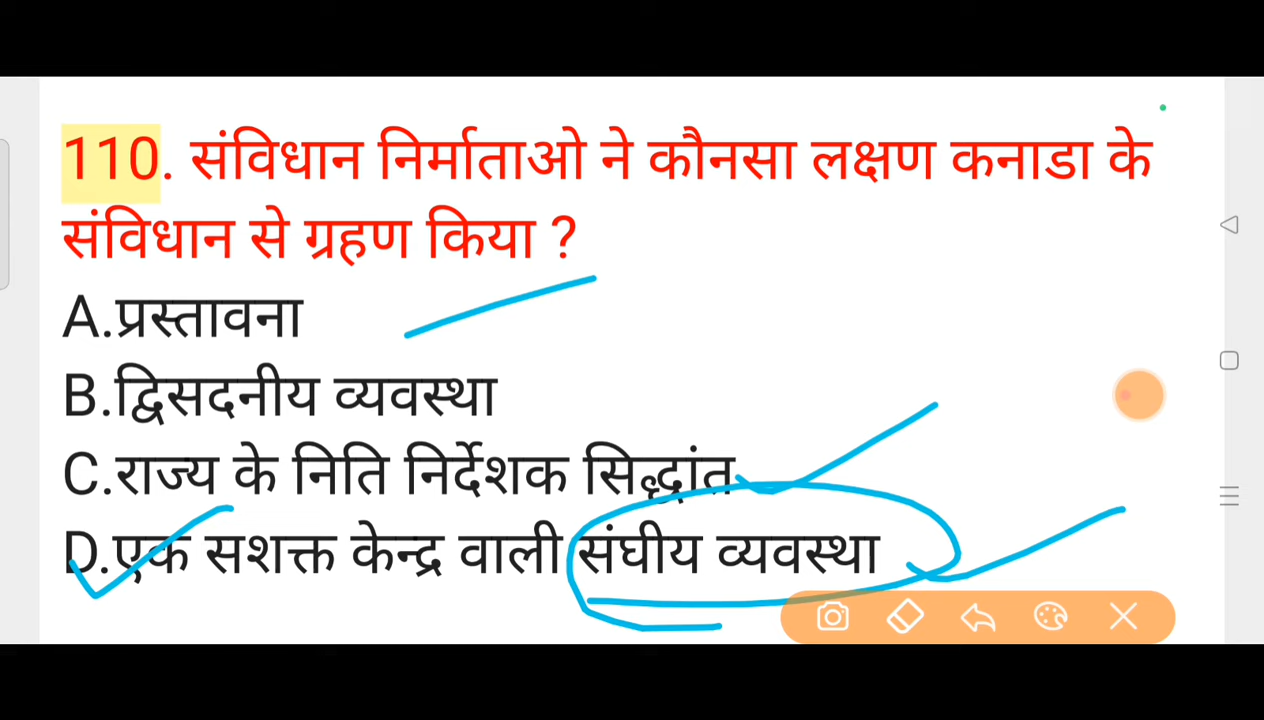 110. संविधान निर्माताओ ने कौनसा लक्षण कनाडा के
संविधान से ग्रहण किया ?
A.प्रस्तावना
B.द्विसदनीय व्यवस्था
C.राज्य के निति निर्देशक सिद्धांत
D.एक सशक्त केन्द्र वाली संघीय व्यवस्था